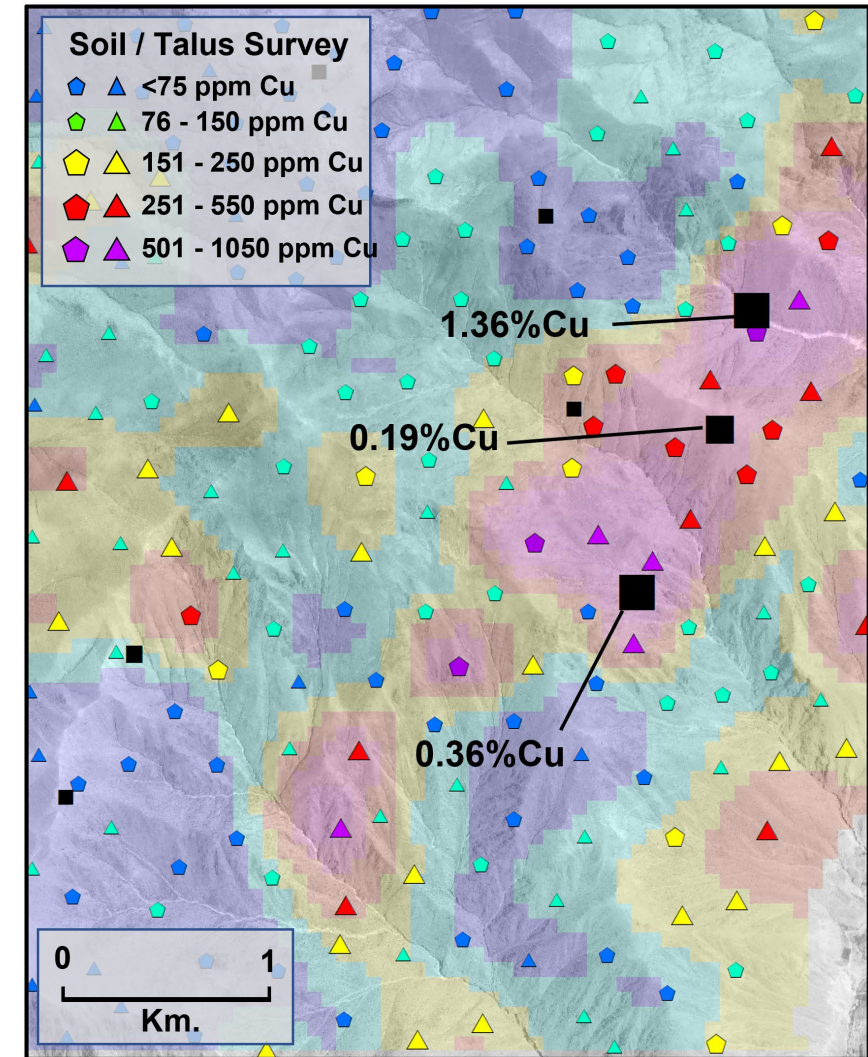 Soil / Talus Survey
<75 ppm Cu
76 - 150 ppm Cu
151 - 250 ppm Cu
251 - 550 ppm Cu
501 - 1050 ppm Cu
1.36%Cu
0.19%Cu
0.36%Cu
0 1
Km.